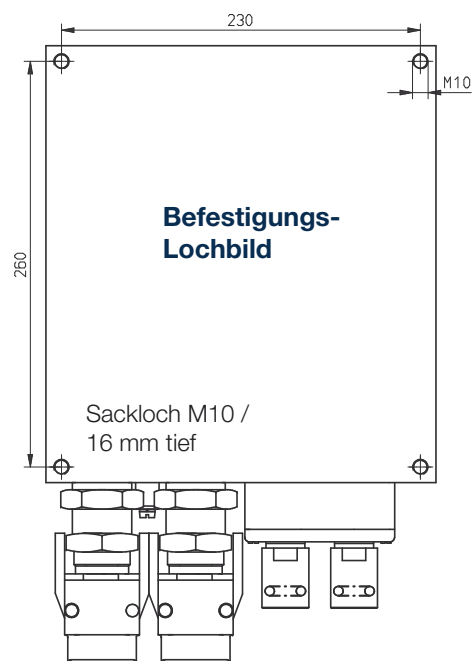 230
M10
260
Befestigungs-
Lochbild
Sackloch M10 /
16 mm tief